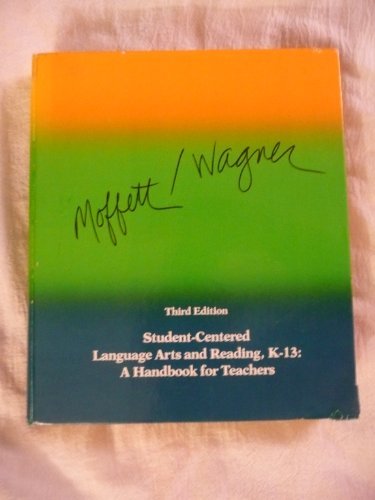 Moffett / Wagner
Third Edition
Student-Centered
Language Arts and Reading, K-13:
A Handbook for Teachers